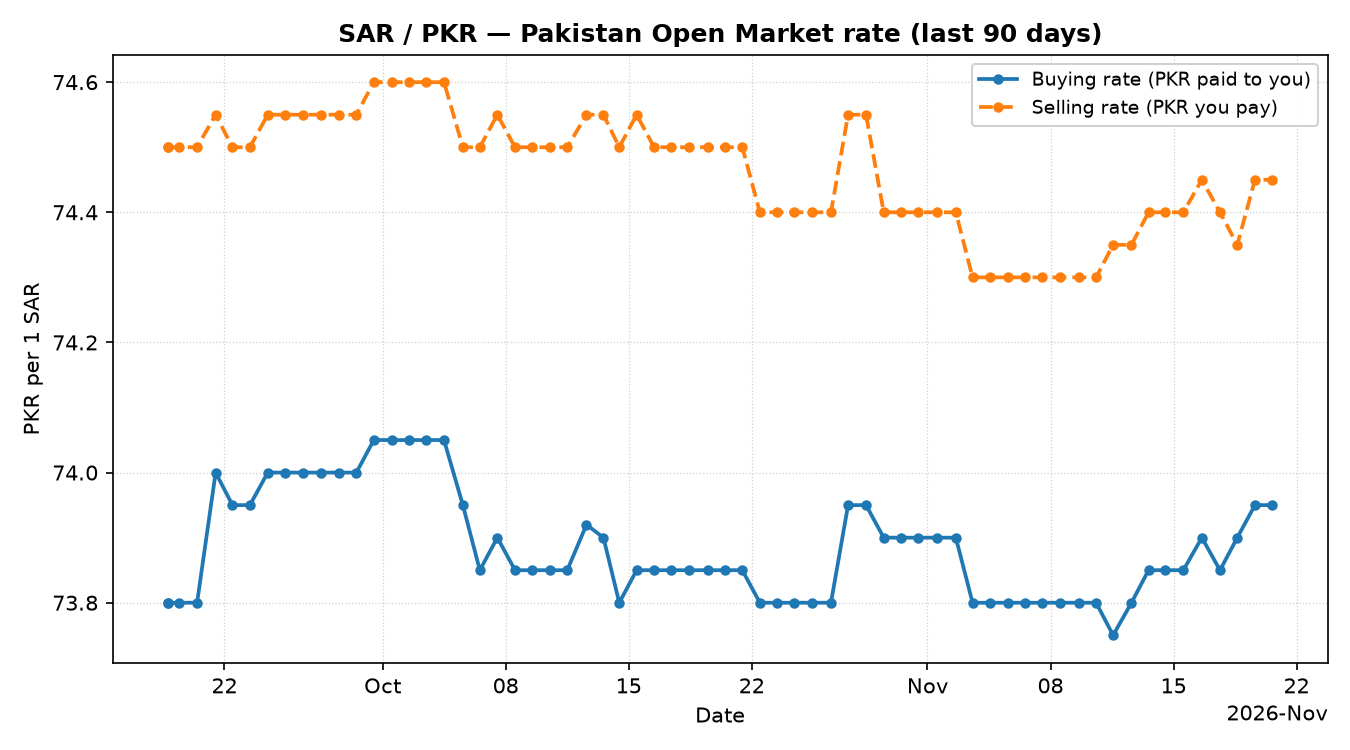 SAR / PKR — Pakistan Open Market rate (last 90 days)
Buying rate (PKR paid to you)
Selling rate (PKR you pay)
PKR per 1 SAR
74.6
74.4
74.2
74.0
73.8
22
Oct
08
15
22
Nov
08
15
22
Date
2026-Nov